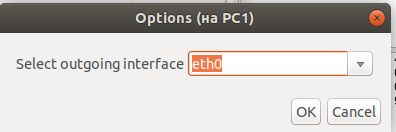 Options (на PC1)
Select outgoing interface eth0
OK Cancel